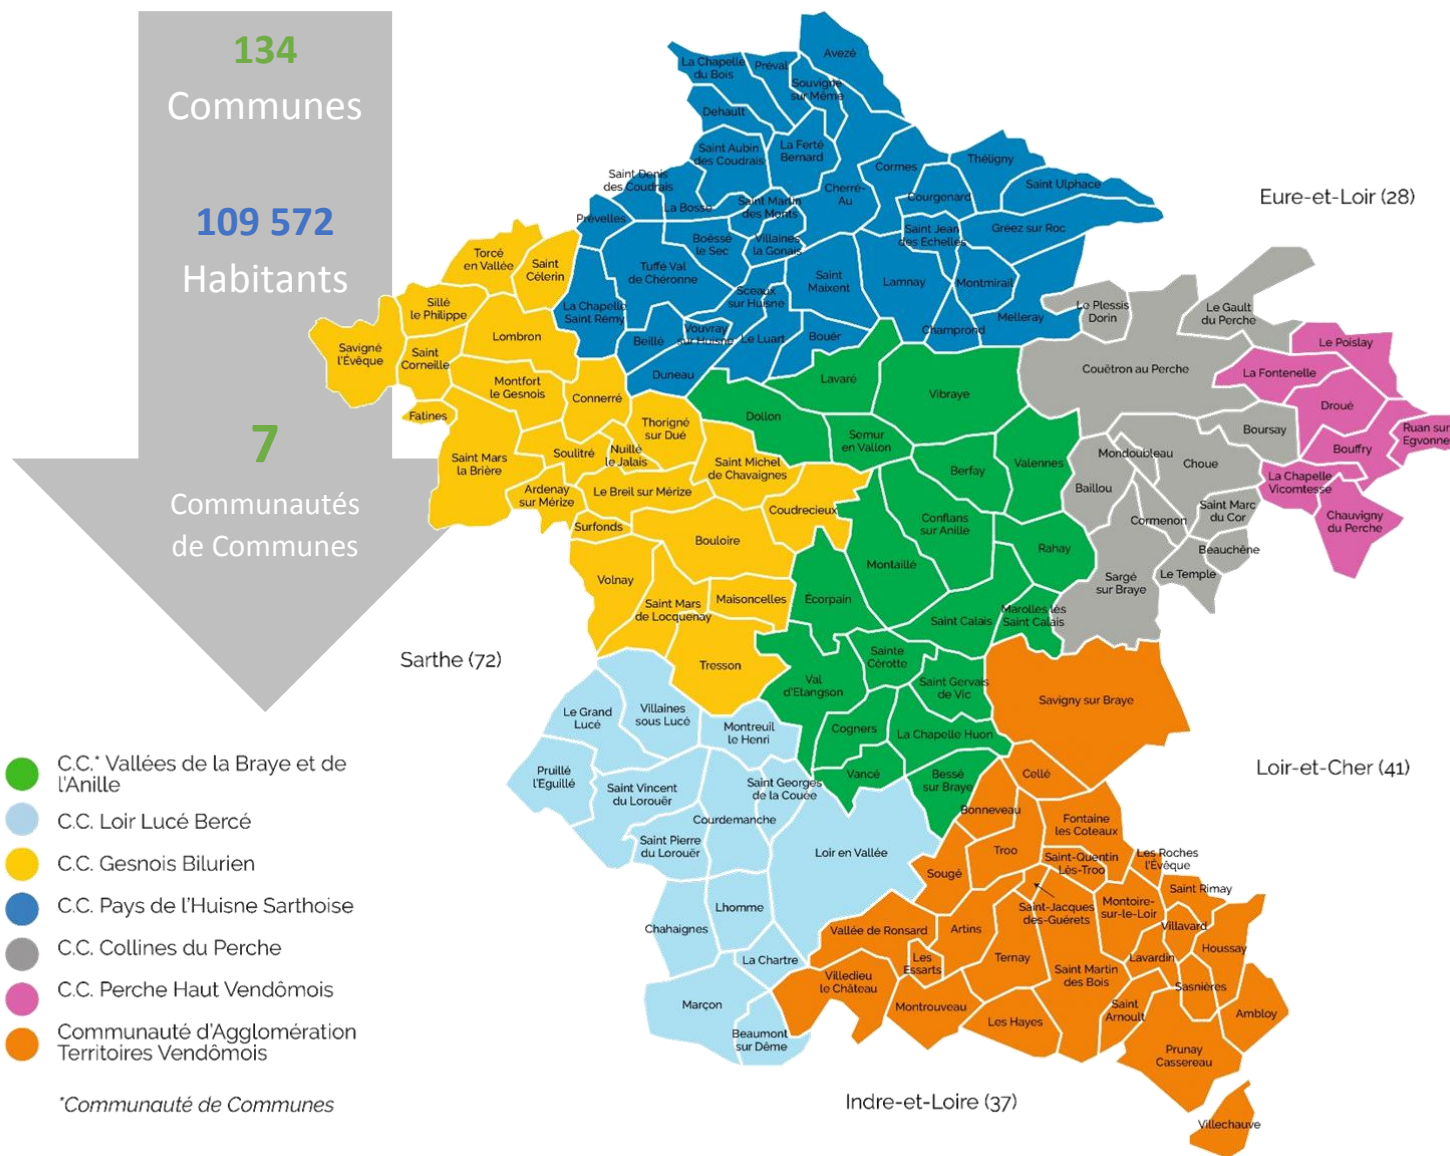 134
Communes
109 572
Habitants
7
Communautés
de Communes
Avezé
La Chapelle
du Bois
Préval
Souvigné
sur Même
Dehault
Saint Aubin
des Coudrais
La Ferté
Bernard
Cormes
Théligny
Saint Ulphace
Saint Denis
des Coudrais
Cherré-
Au
Courgenard
La Bosse
Saint Martin
des Monts
Prévelles
Saint Jean
des Echelles
Gréez sur Roc
Boëssé
le Sec
Villaines
la Gonais
Tuffé Val
de Chéronne
Sceaux
sur Huisne
Saint
Maixent
Lamnay
Montmirail
La Chapelle
Saint Rémy
Melleray
Beillé
Vouvray
sur Huisne
Le Luart
Bouër
Champrond
Duneau
Eure-et-Loir (28)
Torcé
en Vallée
Saint
Célerin
Sillé
le Philippe
Lombron
Savigné
l'Évêque
Saint
Corneille
Montfort
le Gesnois
Connerré
Fatines
Thorigné
sur Dué
Saint Mars
la Brière
Soulitré
Nuillé
le Jalais
Saint Michel
de Chavaignes
Ardenay
sur Mérize
Le Breil sur Mérize
Coudrecieux
Surfonds
Bouloire
Volnay
Maisoncelles
Saint Mars
de Locquenay
Tresson
Le Plessis
Dorin
Le Gault
du Perche
Couëtron au Perche
Boursay
Mondoubleau
Choue
Baillou
Saint Marc
du Cor
Cormenon
Beauchêne
Le Temple
Sargé
sur Braye
Le Poislay
La Fontenelle
Droué
Ruan sur
Egvonne
Bouffry
La Chapelle
Vicomtesse
Chauvigny
du Perche
Lavaré
Vibraye
Dollon
Semur
en Vallon
Berfay
Valennes
Conflans
sur Anille
Rahay
Montaillé
Écorpain
Saint Calais
Marolles les
Saint Calais
Sainte
Cérotte
Val
d'Etangson
Saint Gervais
de Vic
Cogners
La Chapelle Huon
Vancé
Bessé
sur Braye
Sarthe (72)
Le Grand
Lucé
Villaines
sous Lucé
Montreuil
le Henri
Pruillé
l'Eguillé
Saint Vincent
du Lorouër
Saint Georges
de la Couée
Courdemanche
Saint Pierre
du Lorouër
Loir en Vallée
Lhomme
Chahaignes
La Chartre
Marçon
Beaumont
sur Dême
Savigny sur Braye
Loir-et-Cher (41)
Cellé
Bonneveau
Fontaine
les Coteaux
Troo
Saint-Quentin
Lès-Troo
Les Roches
l'Évêque
Sougé
Saint Rimay
Saint-Jacques
des-Guérets
Montoire-
sur-le-Loir
Vallée de Ronsard
Artins
Villavard
Houssay
Les
Essarts
Ternay
Lavardin
Villedieu
le Château
Saint Martin
des Bois
Sasnières
Montrouveau
Saint
Arnoult
Ambloy
Les Hayes
Prunay
Cassereau
Villechauve
Indre-et-Loire (37)
C.C.* Vallées de la Braye et de
l'Anille
C.C. Loir Lucé Bercé
C.C. Gesnois Bilurien
C.C. Pays de l'Huisne Sarthoise
C.C. Collines du Perche
C.C. Perche Haut Vendômois
Communauté d'Agglomération
Territoires Vendômois
*Communauté de Communes